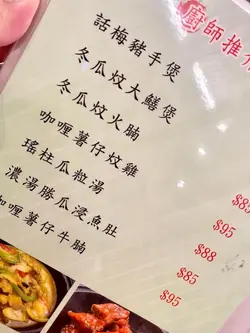 廚師推
話梅豬手煲
冬瓜炆大鱔煲
冬瓜炆火腩
咖喱薯仔炆雞
瑤柱瓜粒湯
濃湯勝瓜浸魚肚
咖喱薯仔牛腩
$85
$95
$88
$85
$95